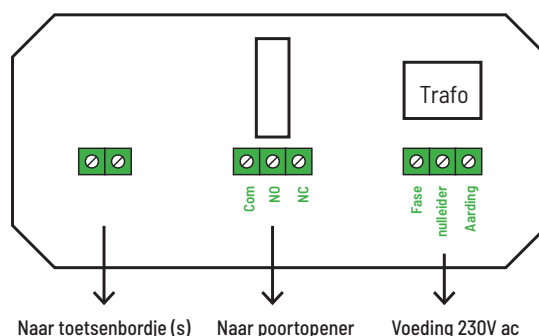 Trafo
Com
NO
NC
Fase
nulleider
Aarding
Naar toetsenbordje (s)
Naar poortopener
Voeding 230V ac